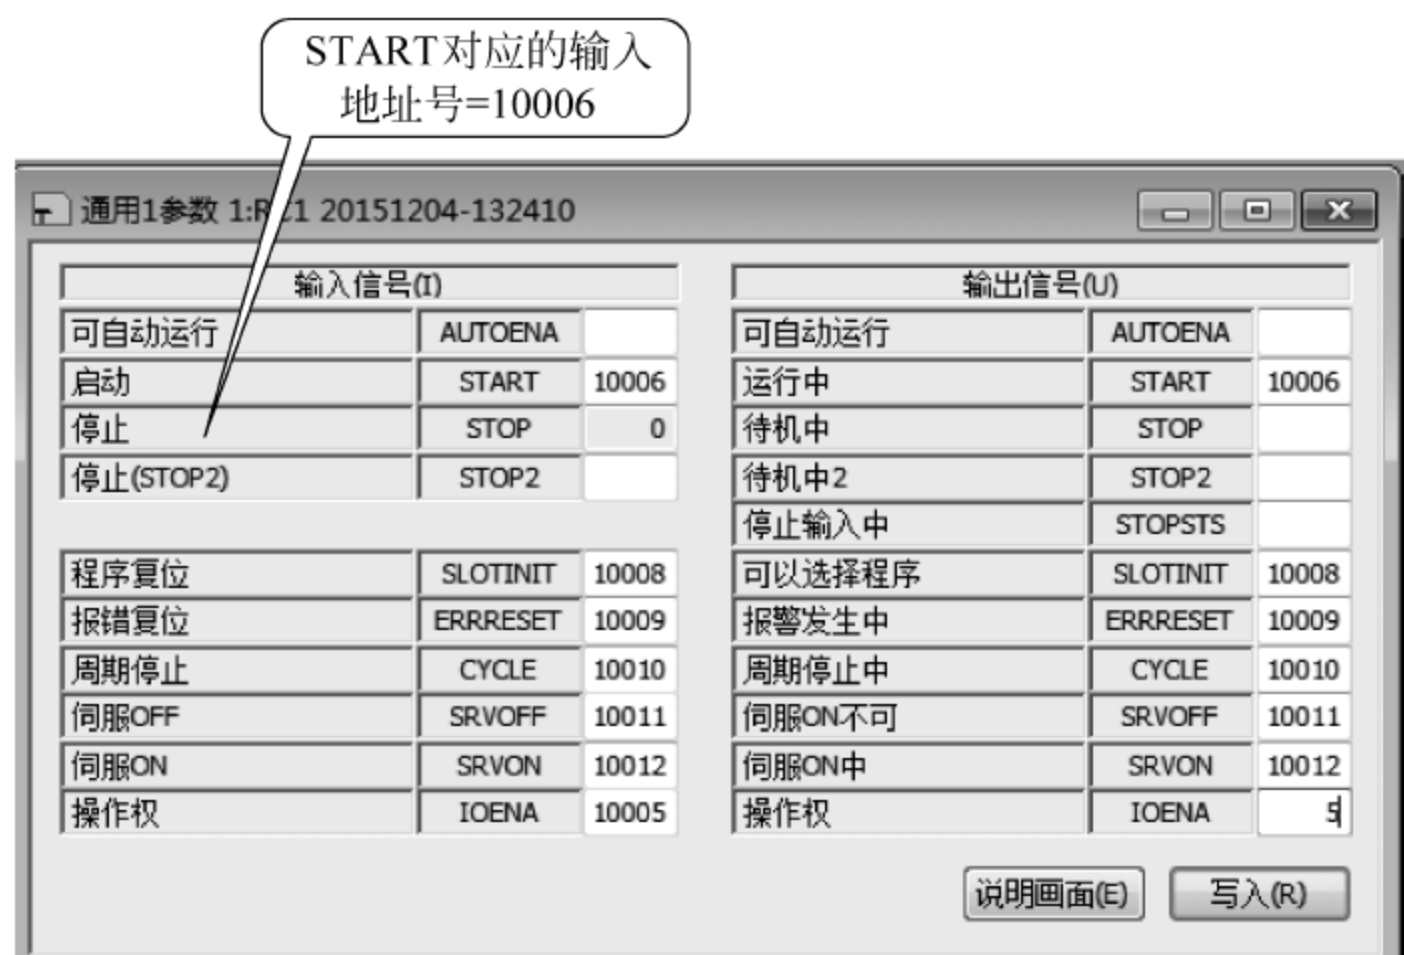 START对应的输入
地址号=10006
通用1参数 1:RC1 20151204-132410
输入信号(I)
可自动运行 AUTOENA
启动 START 10006
停止 STOP 0
停止(STOP2) STOP2
程序复位 SLOTINIT 10008
报错复位 ERRRESET 10009
周期停止 CYCLE 10010
伺服OFF SRVOFF 10011
伺服ON SRVON 10012
操作权 IOENA 10005
输出信号(U)
可自动运行 AUTOENA
运行中 START 10006
待机中 STOP
待机中2 STOP2
停止输入中 STOPSTS
可以选择程序 SLOTINIT 10008
报警发生中 ERRRESET 10009
周期停止中 CYCLE 10010
伺服ON不可 SRVOFF 10011
伺服ON中 SRVON 10012
操作权 IOENA 5
说明画面(E) 写入(R)